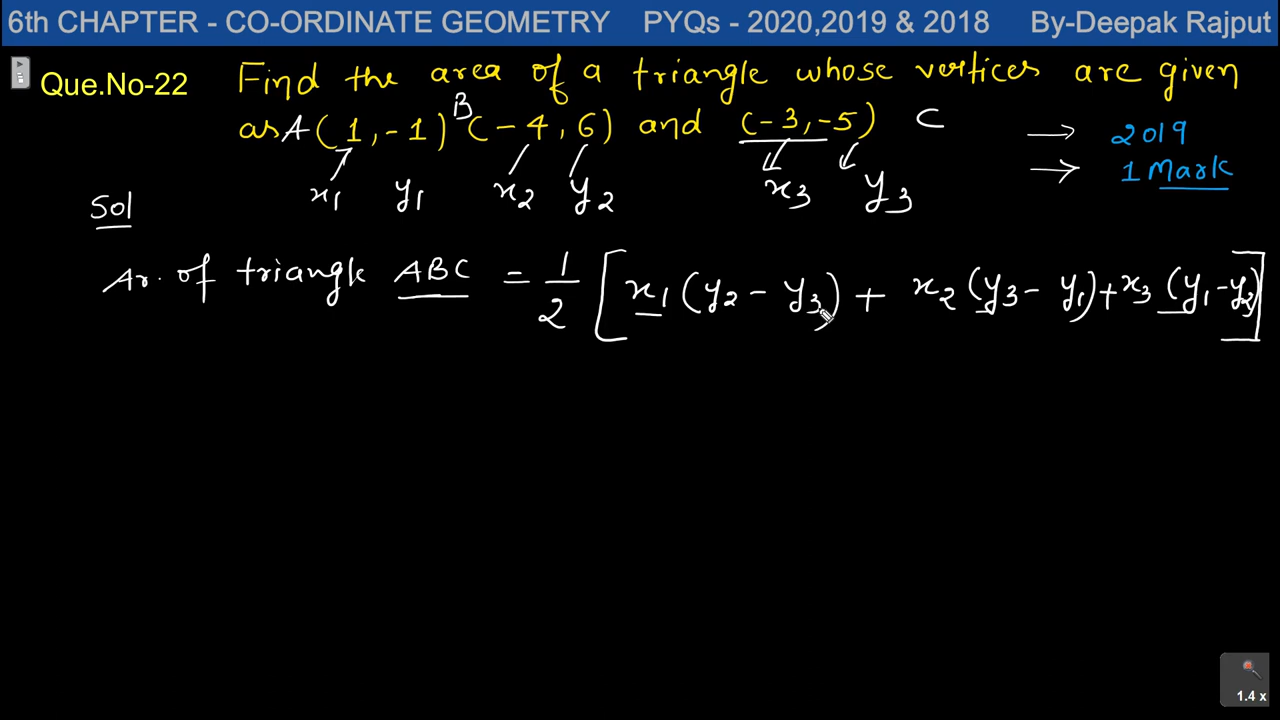 6th CHAPTER - CO-ORDINATE GEOMETRY PYQs - 2020,2019 & 2018 By-Deepak Rajput
Que.No-22 Find the area of a triangle whose vertices are given
as A (1, -1) B (-4, 6) and (-3, -5) C → 2019
→ 1 Mark
x1 y1 x2 y2 x3 y3
Sol
Ar. of triangle ABC = 1/2 [x1 (y2 - y3) + x2 (y3 - y1) + x3 (y1 - y2)]
1.4 x